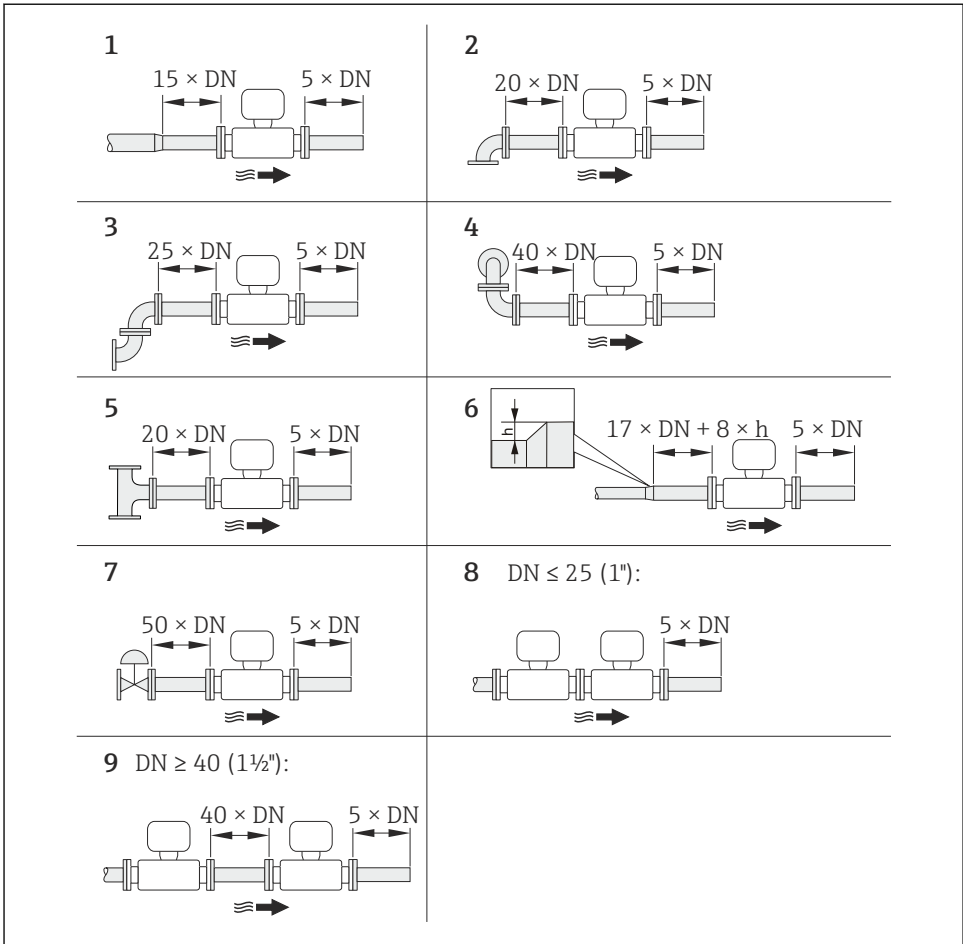 1
15 × DN 5 × DN
2
20 × DN 5 × DN
3
25 × DN 5 × DN
4
40 × DN 5 × DN
5
20 × DN 5 × DN
6
h
17 × DN + 8 × h 5 × DN
7
50 × DN 5 × DN
8 DN ≤ 25 (1"):
5 × DN
9 DN ≥ 40 (1½"):
40 × DN 5 × DN